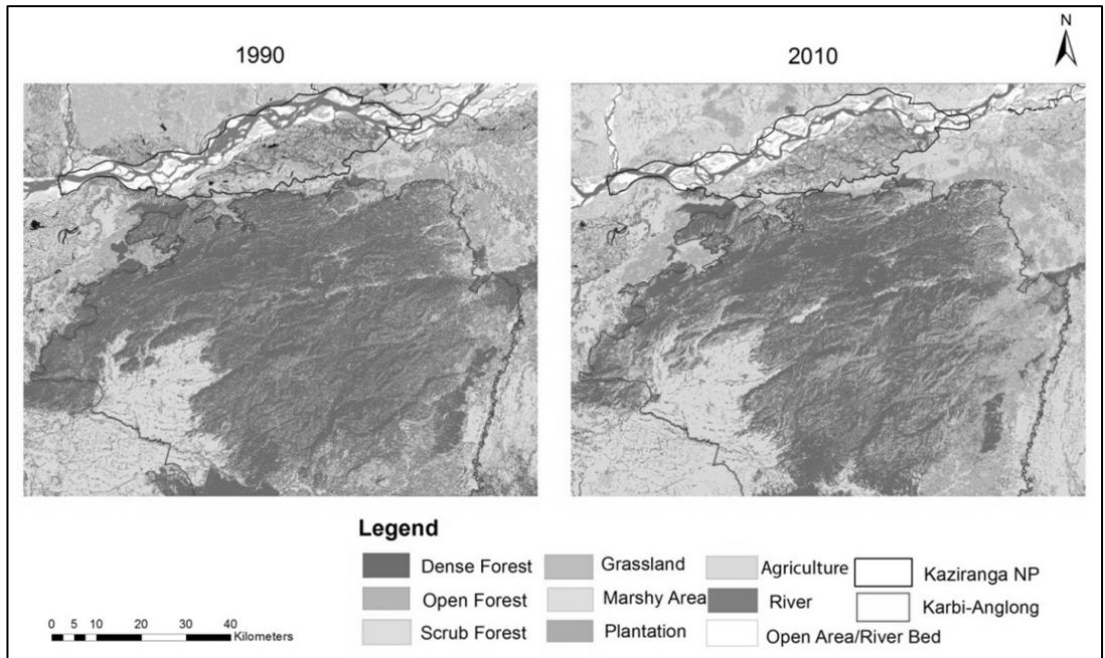 N
1990
2010
Legend
Dense Forest
Grassland
Agriculture
Kaziranga NP
Open Forest
Marshy Area
River
Karbi-Anglong
Scrub Forest
Plantation
Open Area/River Bed
0 5 10 20 30 40
Kilometers